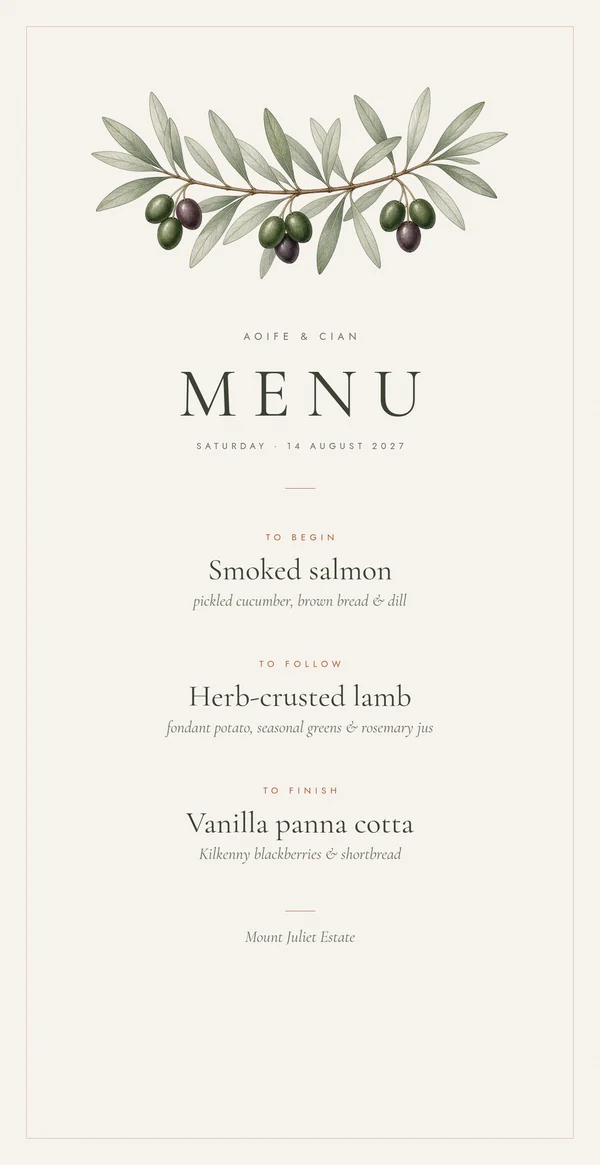 AOIFE & CIAN
MENU
SATURDAY · 14 AUGUST 2027
TO BEGIN
Smoked salmon
pickled cucumber, brown bread & dill
TO FOLLOW
Herb-crusted lamb
fondant potato, seasonal greens & rosemary jus
TO FINISH
Vanilla panna cotta
Kilkenny blackberries & shortbread
Mount Juliet Estate